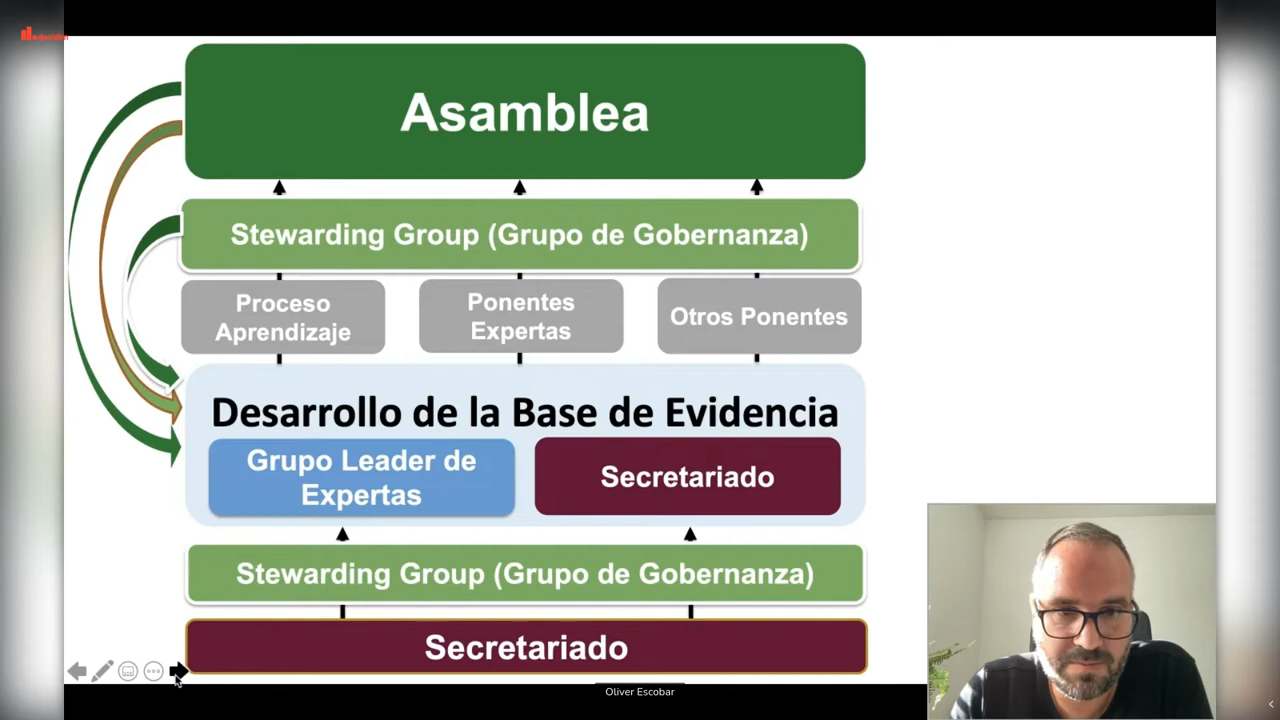 Asamblea
Stewarding Group (Grupo de Gobernanza)
Proceso
Aprendizaje
Ponentes
Expertas
Otros Ponentes
Desarrollo de la Base de Evidencia
Grupo Leader de
Expertas
Secretariado
Stewarding Group (Grupo de Gobernanza)
Secretariado
Oliver Escobar